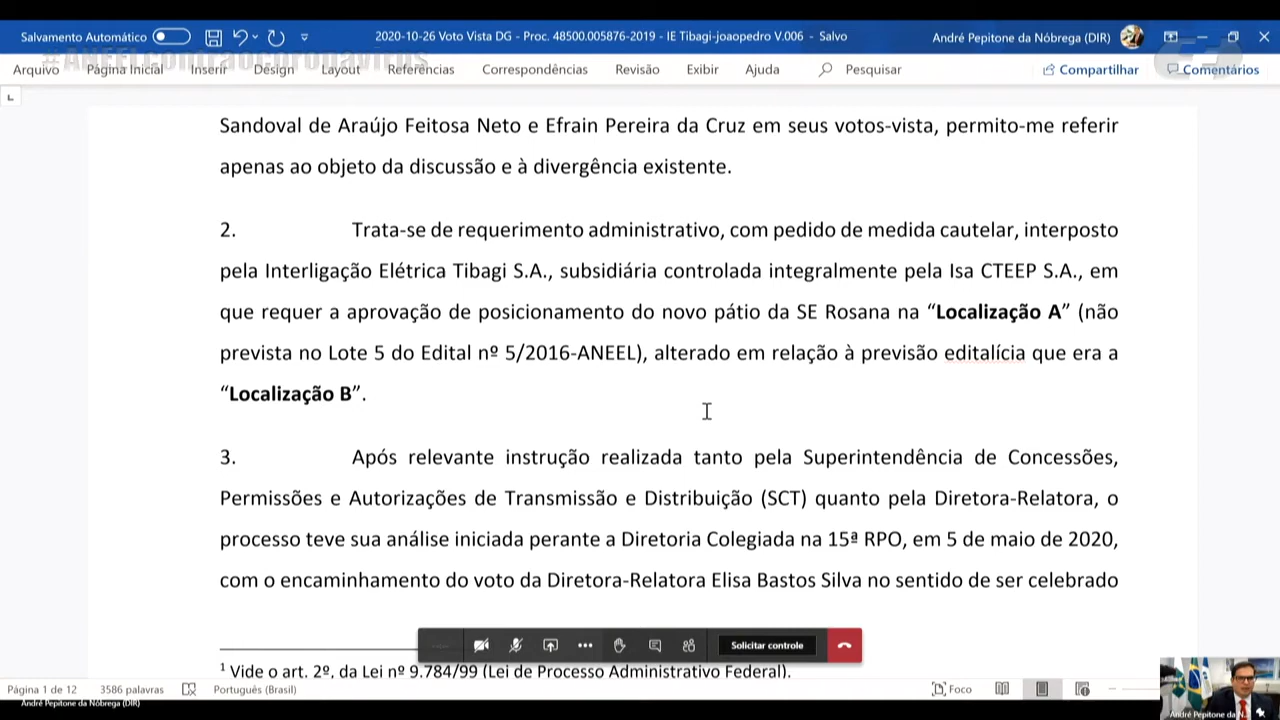 Salvamento Automático
2020-10-26 Voto Vista DG - Proc. 48500.005876-2019 - IE Tibagi-joaopedro V.006 - Salvo
André Pepitone da Nóbrega (DIR)
#ANEELcontraocoronavirus
Arquivo Página Inicial Inserir Design Layout Referências Correspondências Revisão Exibir Ajuda Pesquisar Compartilhar Comentários
Sandoval de Araújo Feitosa Neto e Efrain Pereira da Cruz em seus votos-vista, permito-me referir
apenas ao objeto da discussão e à divergência existente.
2. Trata-se de requerimento administrativo, com pedido de medida cautelar, interposto
pela Interligação Elétrica Tibagi S.A., subsidiária controlada integralmente pela Isa CTEEP S.A., em
que requer a aprovação de posicionamento do novo pátio da SE Rosana na “Localização A” (não
prevista no Lote 5 do Edital nº 5/2016-ANEEL), alterado em relação à previsão editalícia que era a
“Localização B”.
3. Após relevante instrução realizada tanto pela Superintendência de Concessões,
Permissões e Autorizações de Transmissão e Distribuição (SCT) quanto pela Diretora-Relatora, o
processo teve sua análise iniciada perante a Diretoria Colegiada na 15ª RPO, em 5 de maio de 2020,
com o encaminhamento do voto da Diretora-Relatora Elisa Bastos Silva no sentido de ser celebrado
Solicitar controle
¹ Vide o art. 2º, da Lei nº 9.784/99 (Lei de Processo Administrativo Federal).
Página 1 de 12 3586 palavras Português (Brasil) Foco
André Pepitone da Nóbrega (DIR)
André Pepitone da N...